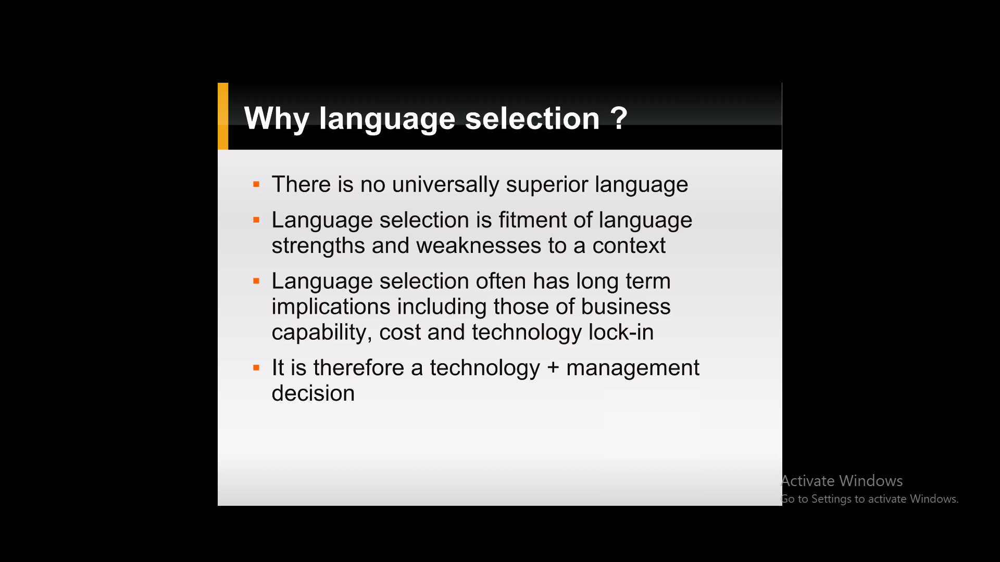 Why language selection ?
▪ There is no universally superior language
▪ Language selection is fitment of language
strengths and weaknesses to a context
▪ Language selection often has long term
implications including those of business
capability, cost and technology lock-in
▪ It is therefore a technology + management
decision
Activate Windows
Go to Settings to activate Windows.